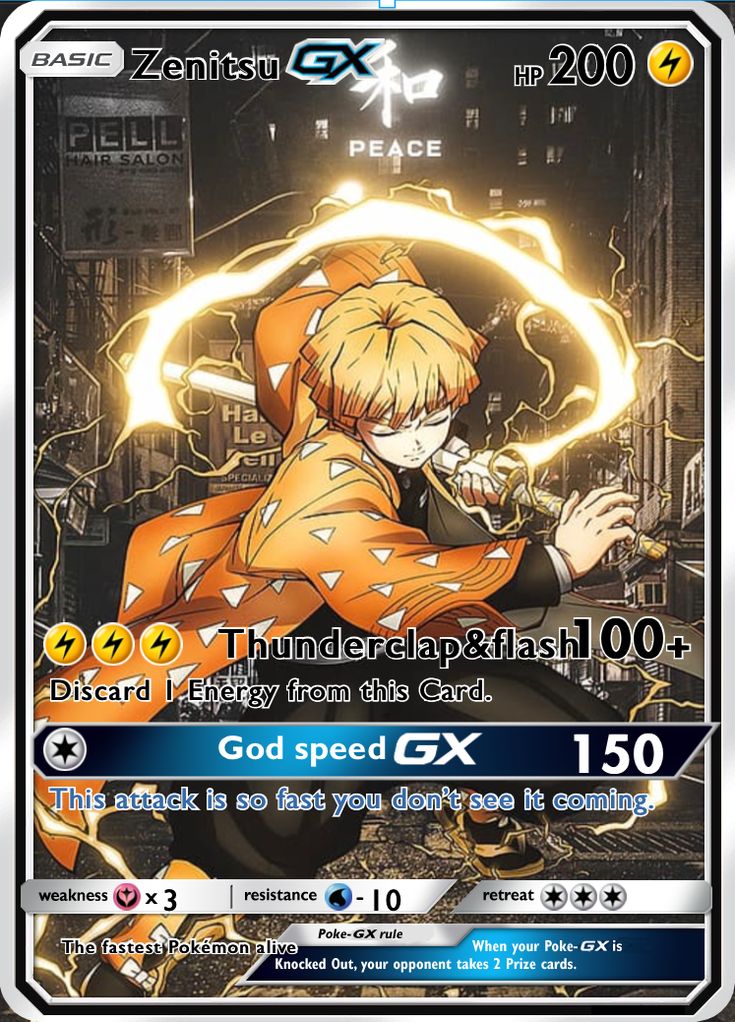 BASIC Zenitsu GX HP 200
和
PEACE
PELL
HAIR SALON
Ha
Le
SPECIALIZ
Thunderclap&flash 100+
Discard 1 Energy from this Card.
God speed GX 150
This attack is so fast you don't see it coming.
weakness x 3 resistance - 10 retreat
Poke-GX rule
The fastest Pokémon alive
When your Poke-GX is
Knocked Out, your opponent takes 2 Prize cards.